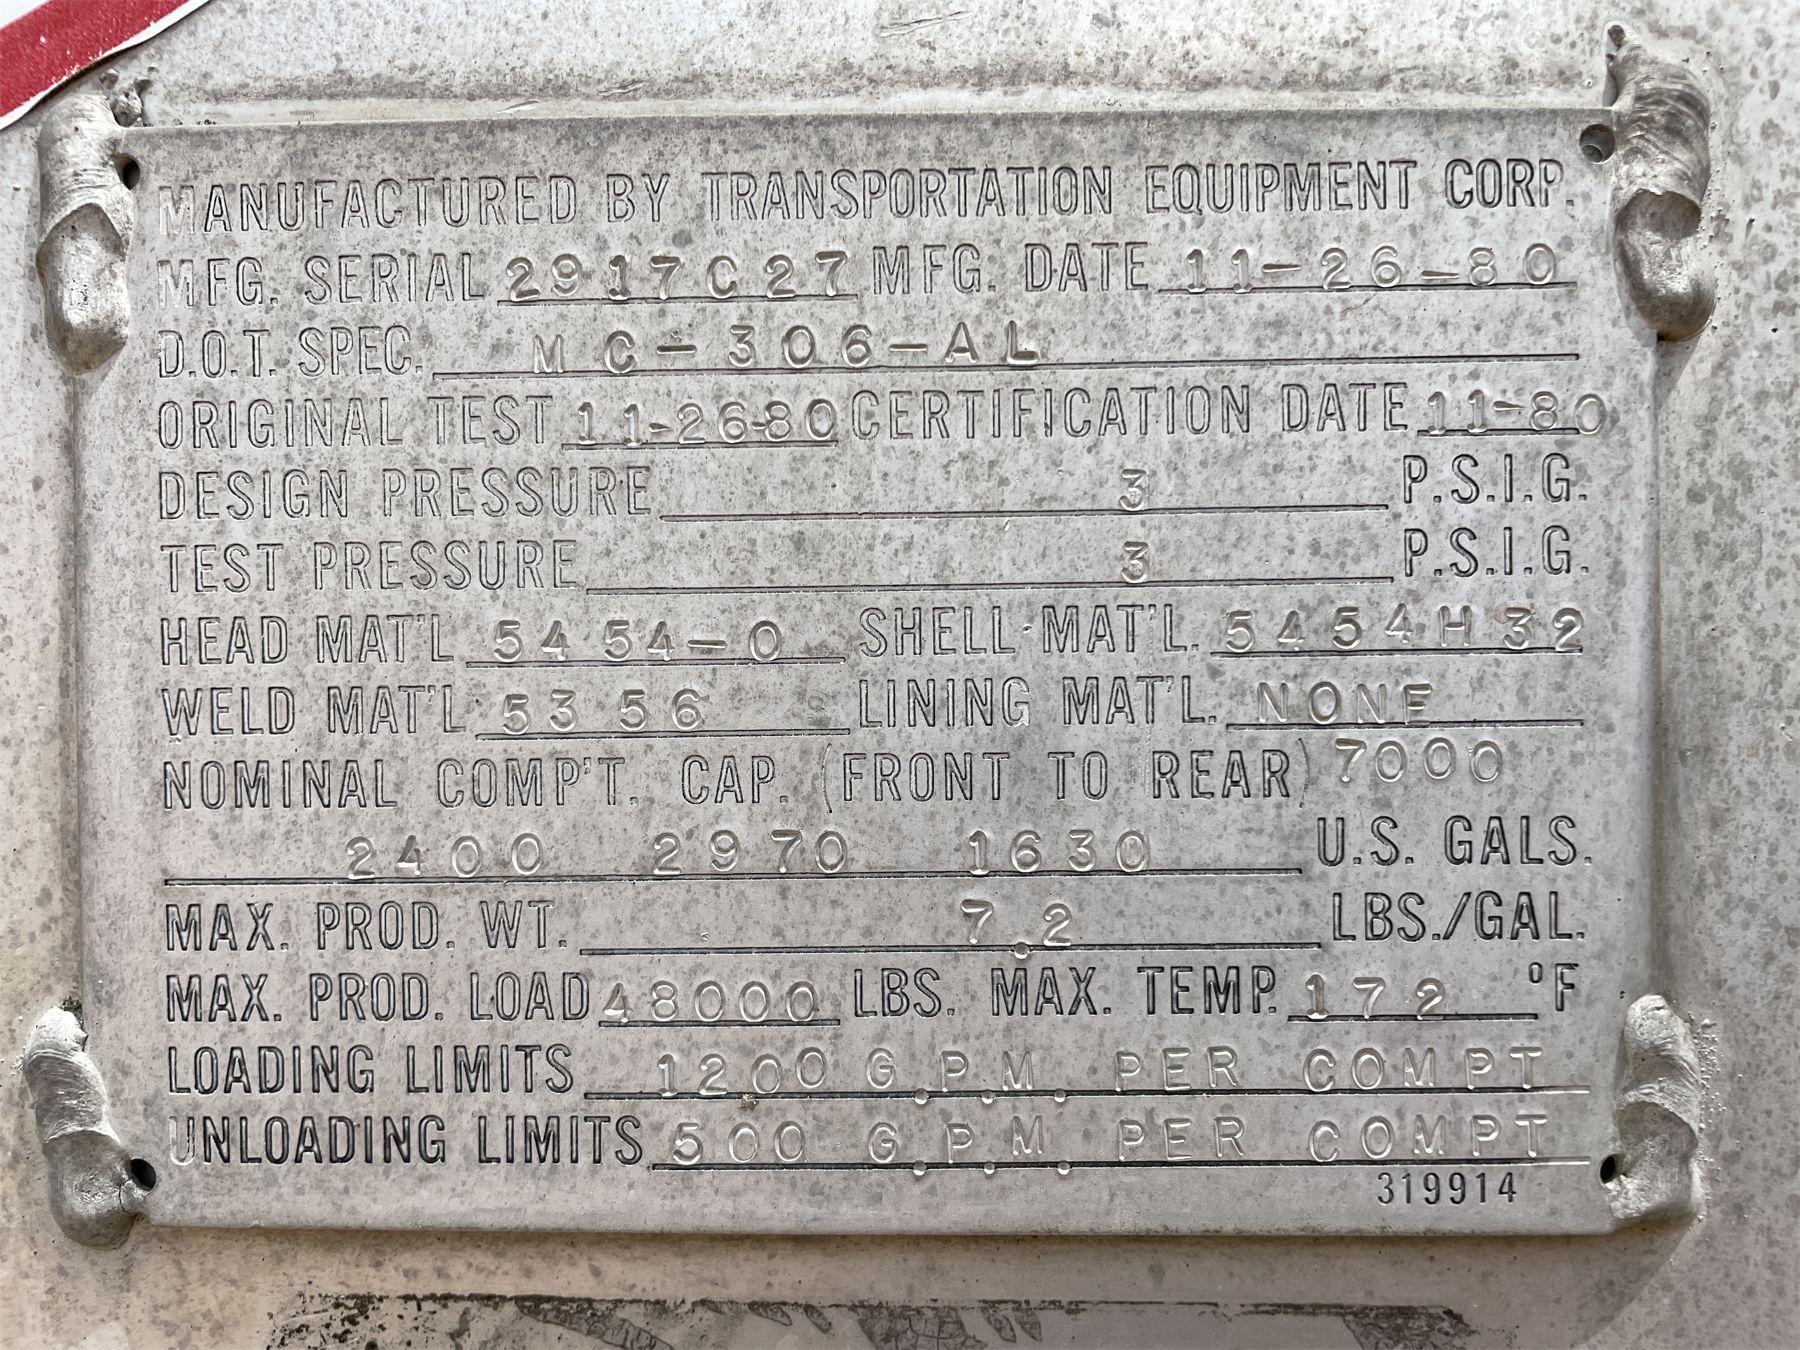 MANUFACTURED BY TRANSPORTATION EQUIPMENT CORP.
MFG. SERIAL 2917C27 MFG. DATE 11-26-80
D.O.T. SPEC. MC-306-AL
ORIGINAL TEST 11-26-80 CERTIFICATION DATE 11-80
DESIGN PRESSURE 3 P.S.I.G.
TEST PRESSURE 3 P.S.I.G.
HEAD MAT'L 5454-0 SHELL MAT'L. 5454H32
WELD MAT'L 5356 LINING MAT'L. NONE
NOMINAL COMP'T. CAP. (FRONT TO REAR) 7000
2400 2970 1630 U.S. GALS.
MAX. PROD. WT. 7.2 LBS./GAL.
MAX. PROD. LOAD 48000 LBS. MAX. TEMP. 172 °F
LOADING LIMITS 1200 G.P.M. PER COMPT
UNLOADING LIMITS 500 G.P.M. PER COMPT
319914